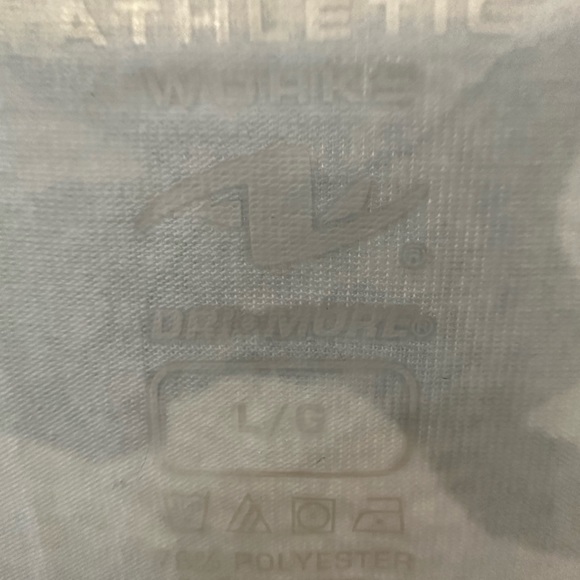 ATHLETIC
WORKS
®
DRI•MORE®
L/G
POLYESTER